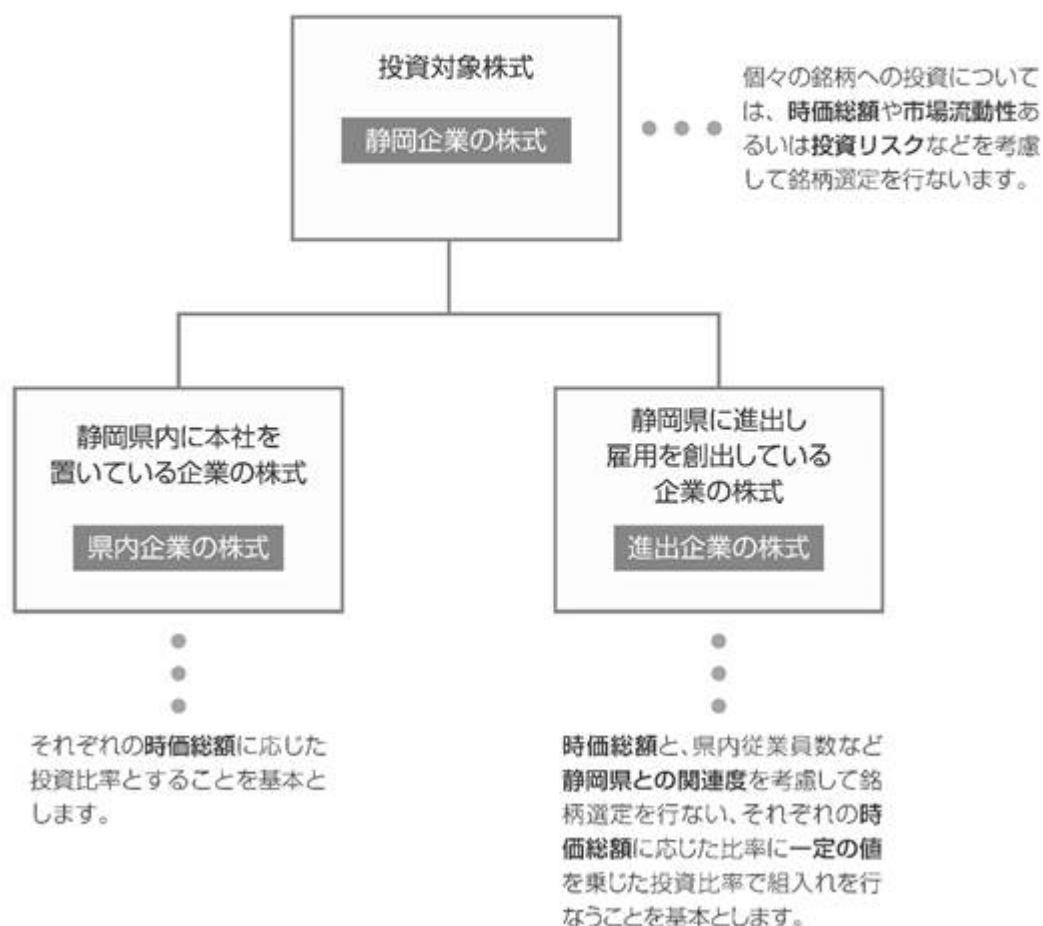 投資対象株式
静岡企業の株式
個々の銘柄への投資について
は、時価総額や市場流動性あ
るいは投資リスクなどを考慮
して銘柄選定を行ないます。
静岡県内に本社を
置いている企業の株式
県内企業の株式
静岡県に進出し
雇用を創出している
企業の株式
進出企業の株式
それぞれの時価総額に応じた
投資比率とすることを基本と
します。
時価総額と、県内従業員数など
静岡県との関連度を考慮して銘
柄選定を行ない、それぞれの時
価総額に応じた比率に一定の値
を乗じた投資比率で組入れを行
なうことを基本とします。